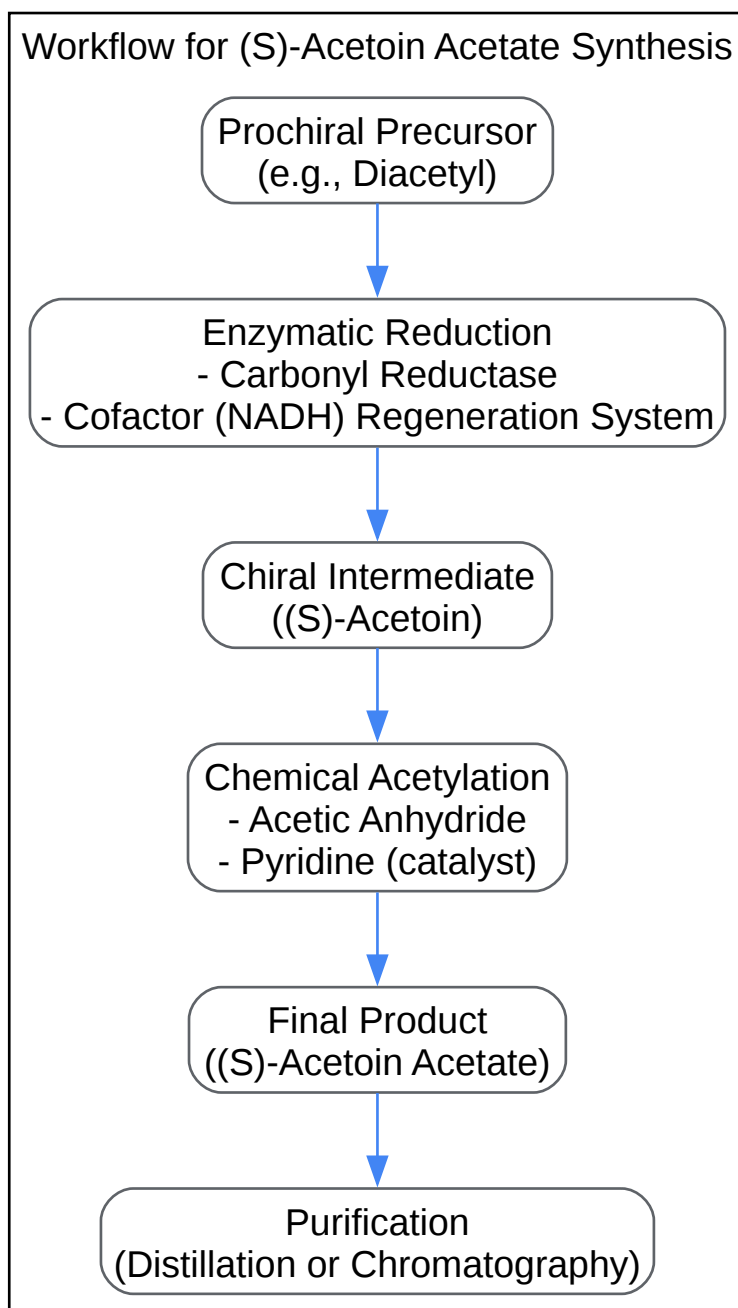 Workflow for (S)-Acetoin Acetate Synthesis
Prochiral Precursor
(e.g., Diacetyl)
Enzymatic Reduction
- Carbonyl Reductase
- Cofactor (NADH) Regeneration System
Chiral Intermediate
((S)-Acetoin)
Chemical Acetylation
- Acetic Anhydride
- Pyridine (catalyst)
Final Product
((S)-Acetoin Acetate)
Purification
(Distillation or Chromatography)